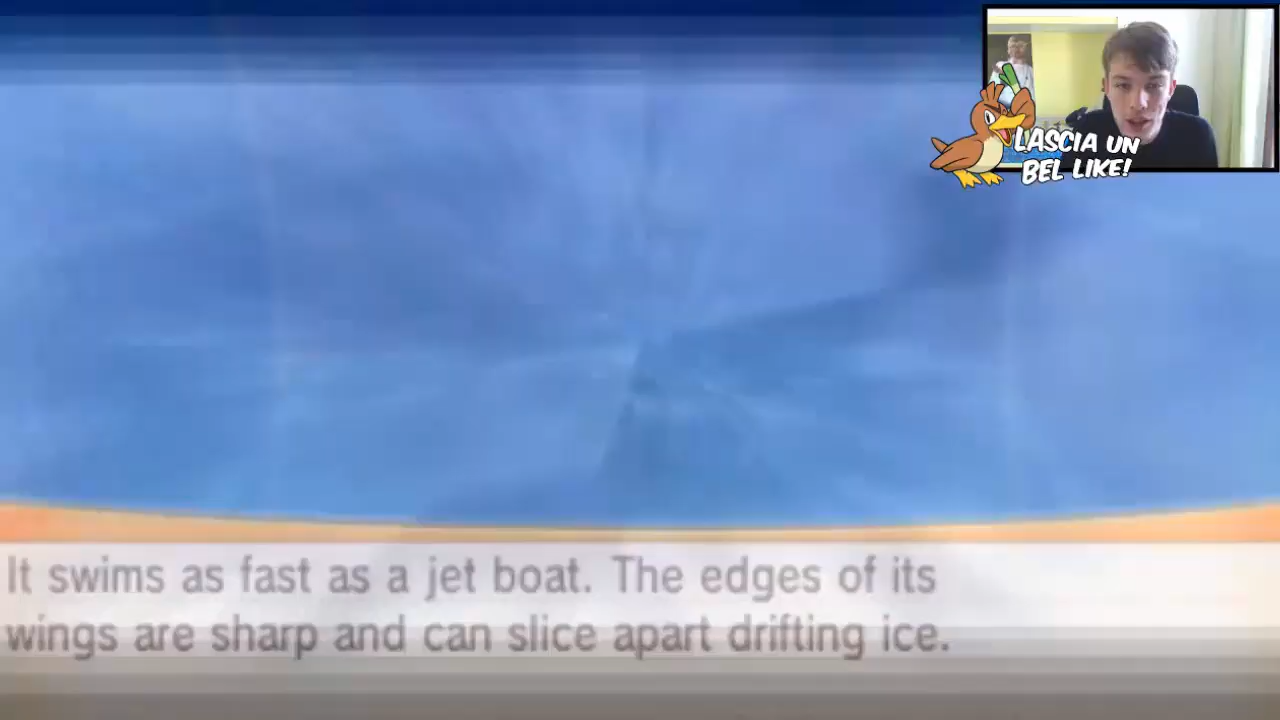 LASCIA UN
BEL LIKE!
It swims as fast as a jet boat. The edges of its
wings are sharp and can slice apart drifting ice.